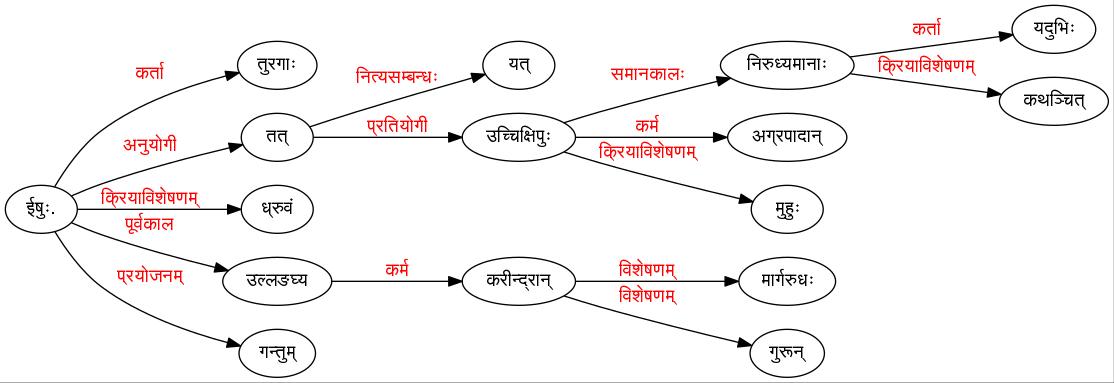 कर्ता
यदुभिः
कर्ता
तुरगाः
नित्यसम्बन्धः
यत्
समानकालः
निरुध्यमानाः
क्रियाविशेषणम्
कथञ्चित्
अनुयोगी
तत्
प्रतियोगी
उच्चिक्षिपुः
कर्म
अग्रपादान्
क्रियाविशेषणम्
ईषुः.
क्रियाविशेषणम्
ध्रुवं
मुहुः
पूर्वकाल
प्रयोजनम्
उल्लङघ्य
कर्म
करीन्द्रान्
विशेषणम्
मार्गरुधः
विशेषणम्
गन्तुम्
गुरून्